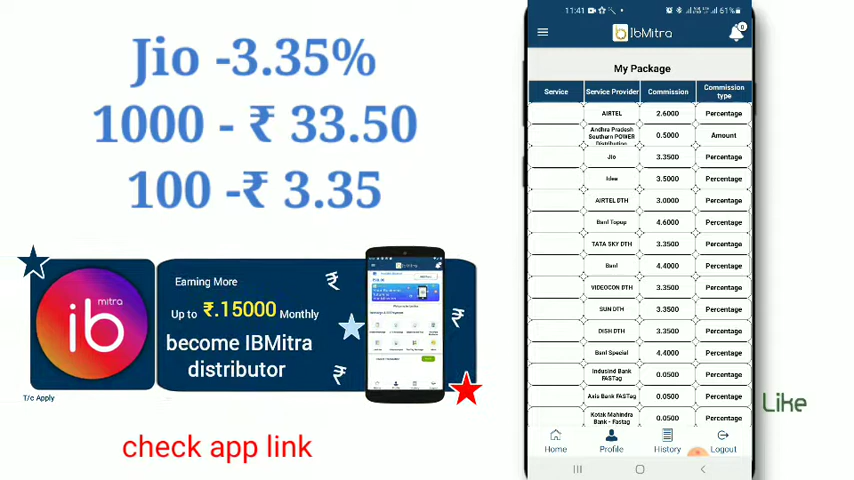 Jio -3.35%
1000 - ₹ 33.50
100 -₹ 3.35
mitra
ib
Earning More
Up to ₹.15000 Monthly
become IBMitra
distributor
T/c Apply
check app link
11:41
61%
IbMitra
0
My Package
Service Service Provider Commission Commission type
AIRTEL 2.6000 Percentage
Andhra Pradesh Southern POWER Distribution 0.5000 Amount
Jio 3.3500 Percentage
Idea 3.5000 Percentage
AIRTEL DTH 3.0000 Percentage
Bsnl Topup 4.6000 Percentage
TATA SKY DTH 3.3500 Percentage
Bsnl 4.4000 Percentage
VIDEOCON DTH 3.3500 Percentage
SUN DTH 3.3500 Percentage
DISH DTH 3.3500 Percentage
Bsnl Special 4.4000 Percentage
Indusind Bank FASTag 0.0500 Percentage
Axis Bank FASTag 0.0500 Percentage
Kotak Mahindra Bank - Fastag 0.0500 Percentage
Home Profile History Logout
Like